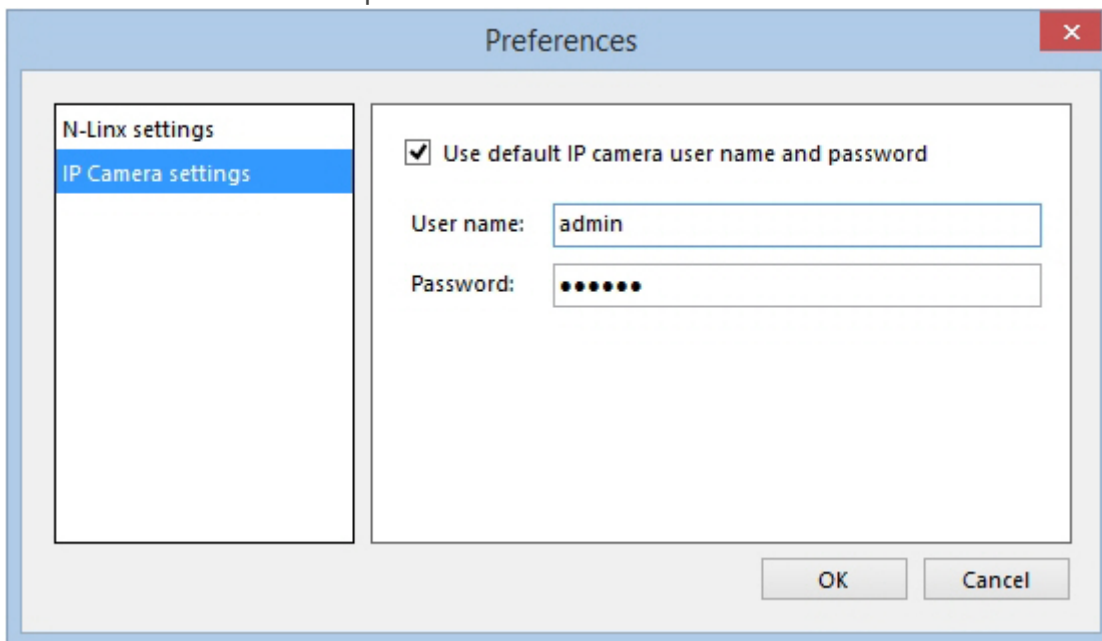 Preferences
N-Linx settings
IP Camera settings
Use default IP camera user name and password
User name: admin
Password: ●●●●●●
OK Cancel